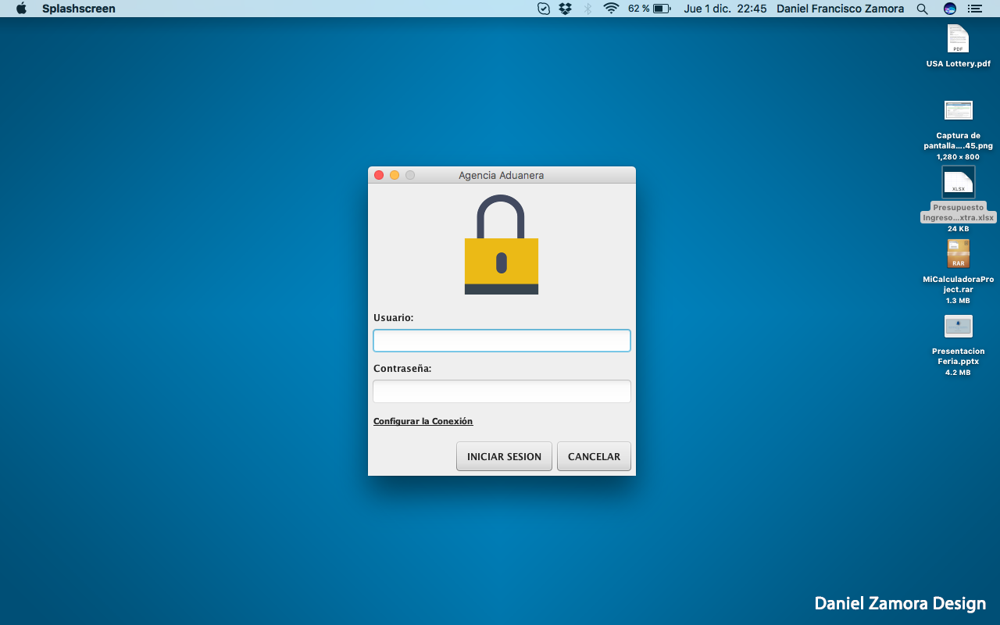 Splashscreen
62 %
Jue 1 dic. 22:45
Daniel Francisco Zamora
PDF
USA Lottery.pdf
Captura de
pantalla....45.png
1,280 × 800
XLSX
Presupuesto
Ingreso...xtra.xlsx
24 KB
RAR
MiCalculadoraPro
ject.rar
1.3 MB
Presentacion
Feria.pptx
4.2 MB
Agencia Aduanera
Usuario:
Contraseña:
Configurar la Conexión
INICIAR SESION
CANCELAR
Daniel Zamora Design